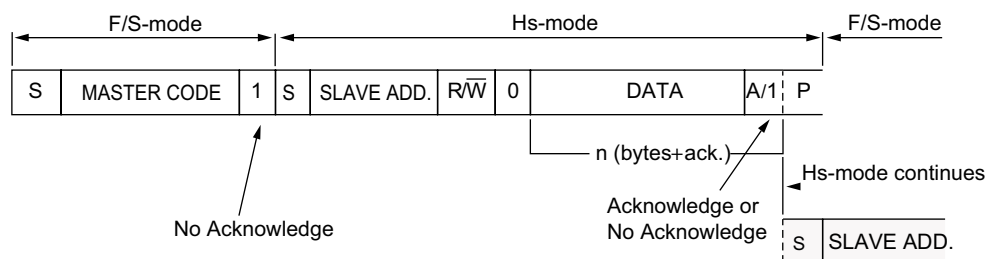 F/S-mode Hs-mode F/S-mode
S MASTER CODE 1 S SLAVE ADD. R/W̅ 0 DATA A/1 P
n (bytes+ack.)
Hs-mode continues
No Acknowledge
Acknowledge or
No Acknowledge
S SLAVE ADD.